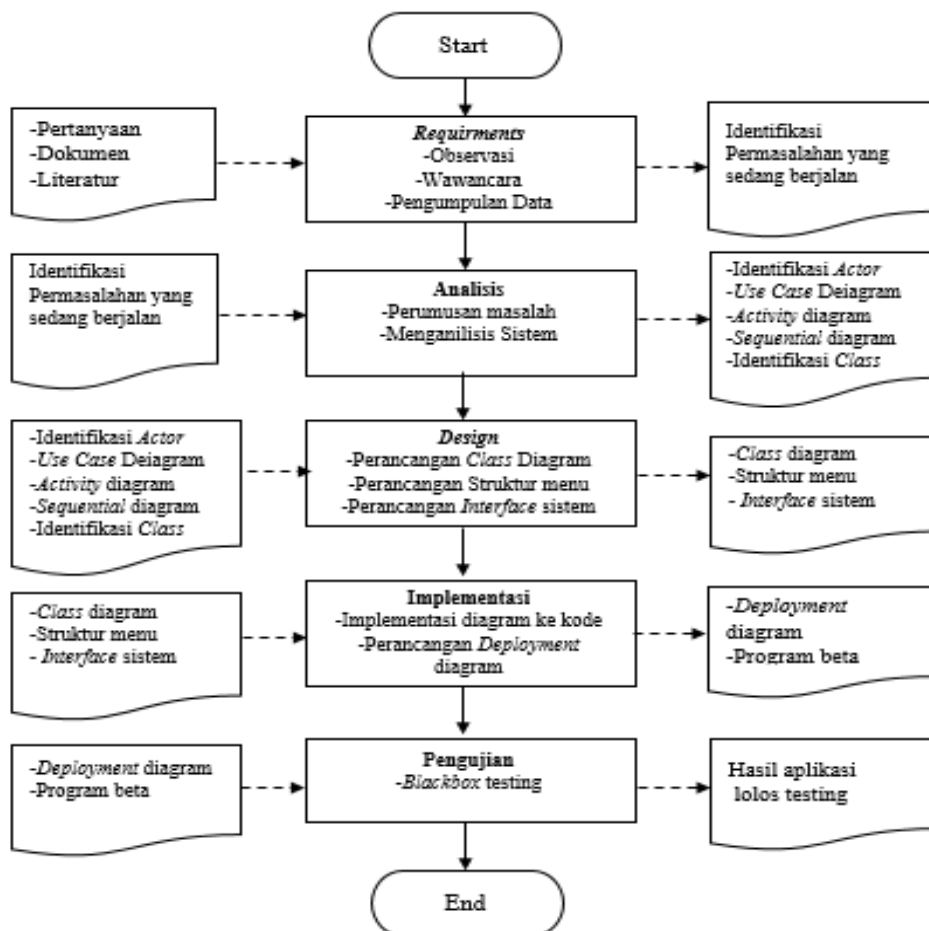 Start
-Pertanyaan
-Dokumen
-Literatur
Requirments
-Observasi
-Wawancara
-Pengumpulan Data
Identifikasi
Permasalahan yang
sedang berjalan
Identifikasi
Permasalahan yang
sedang berjalan
Analisis
-Perumusan masalah
-Menganilisis Sistem
-Identifikasi Actor
-Use Case Deiagram
-Activity diagram
-Sequential diagram
-Identifikasi Class
-Identifikasi Actor
-Use Case Deiagram
-Activity diagram
-Sequential diagram
-Identifikasi Class
Design
-Perancangan Class Diagram
-Perancangan Struktur menu
-Perancangan Interface sistem
-Class diagram
-Struktur menu
- Interface sistem
-Class diagram
-Struktur menu
- Interface sistem
Implementasi
-Implementasi diagram ke kode
-Perancangan Deployment
diagram
-Deployment
diagram
-Program beta
-Deployment diagram
-Program beta
Pengujian
-Blackbox testing
Hasil aplikasi
lolos testing
End